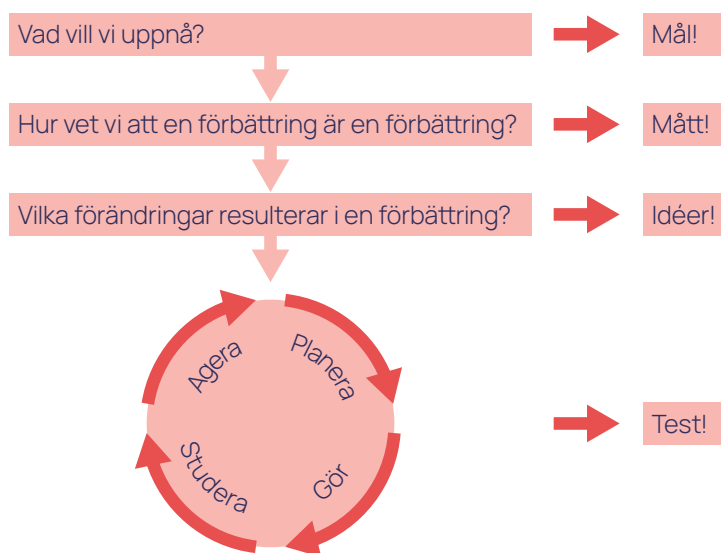 Vad vill vi uppnå?
Mål!
Hur vet vi att en förbättring är en förbättring?
Mått!
Vilka förändringar resulterar i en förbättring?
Idéer!
Agera
Planera
Studera
Gör
Test!